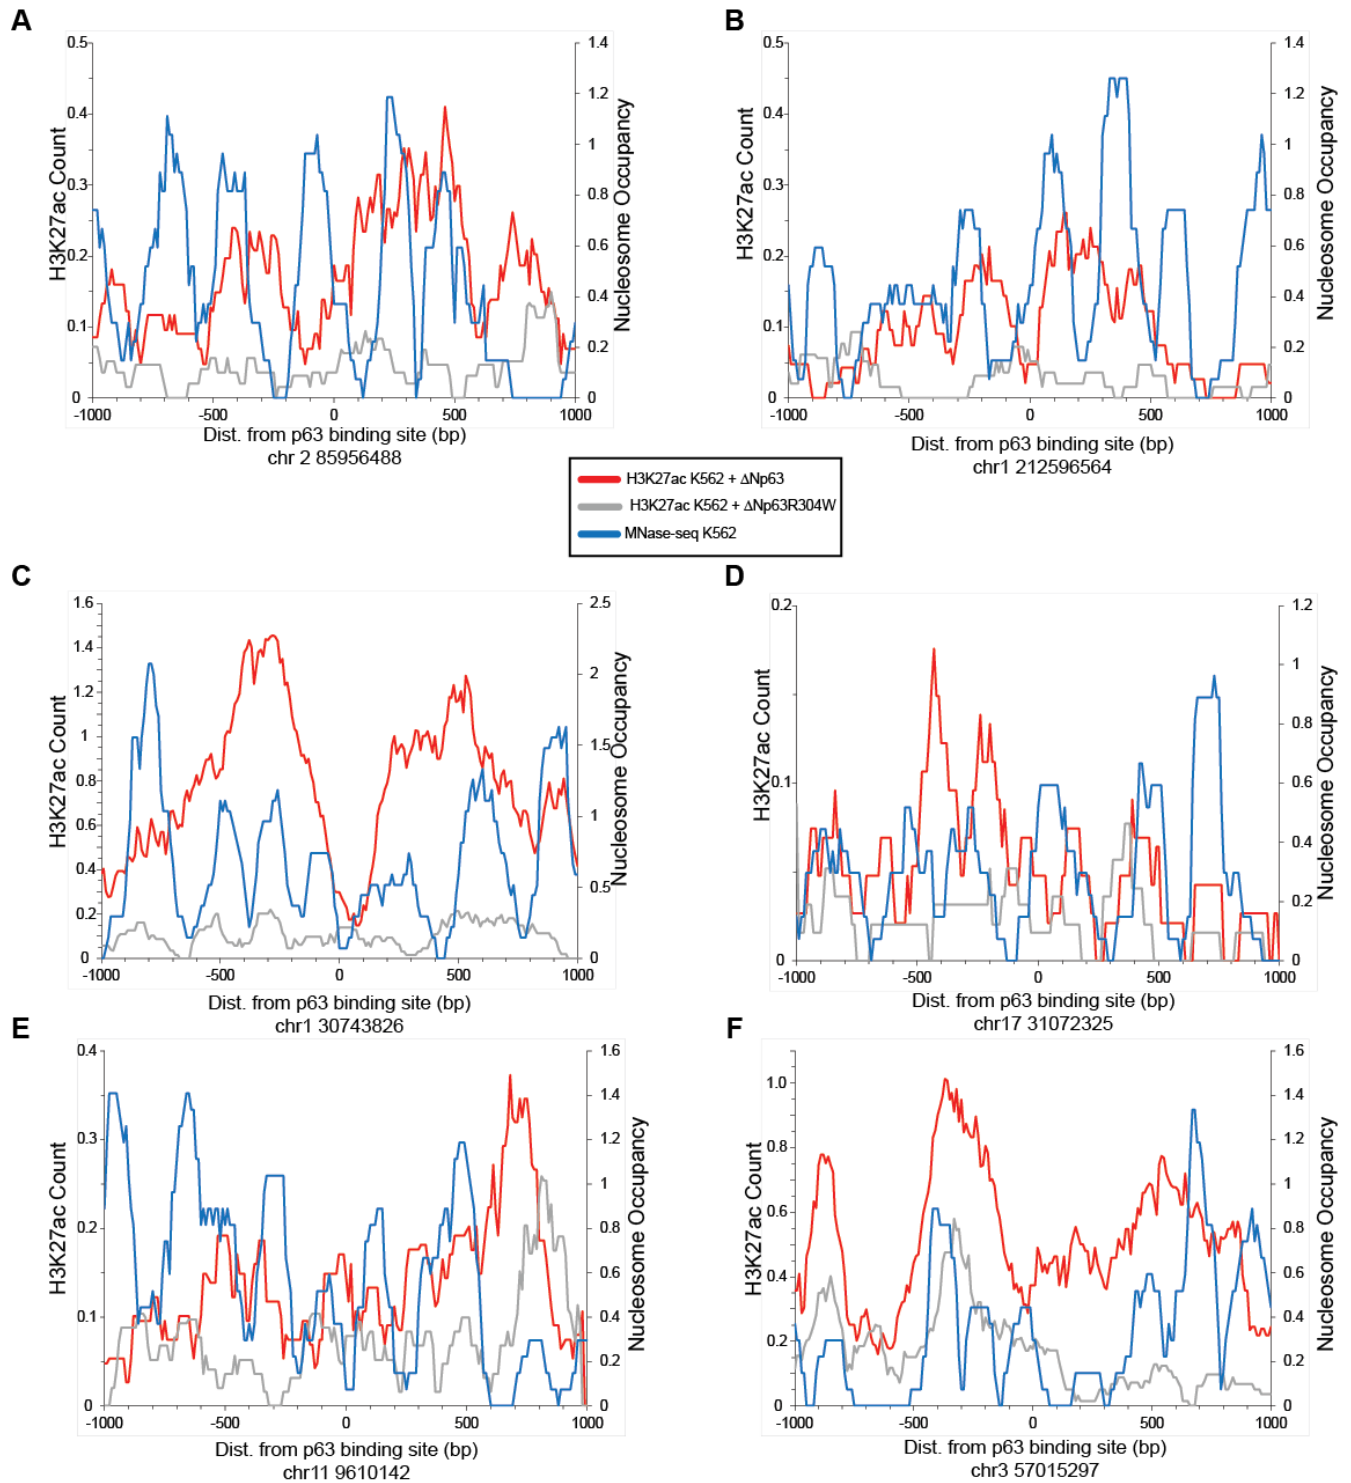 A
0.5
0.4
0.3
0.2
0.1
0
H3K27ac Count
1.4
1.2
1
0.8
0.6
0.4
0.2
0
Nucleosome Occupancy
-1000 -500 0 500 1000
Dist. from p63 binding site (bp)
chr 2 85956488
B
0.5
0.4
0.3
0.2
0.1
0
H3K27ac Count
1.4
1.2
1
0.8
0.6
0.4
0.2
0
Nucleosome Occupancy
-1000 -500 0 500 1000
Dist. from p63 binding site (bp)
chr1 212596564
H3K27ac K562 + ΔNp63
H3K27ac K562 + ΔNp63R304W
MNase-seq K562
C
1.6
1.4
1.2
1
0.8
0.6
0.4
0.2
0
H3K27ac Count
2.5
2
1.5
1
0.5
0
Nucleosome Occupancy
-1000 -500 0 500 1000
Dist. from p63 binding site (bp)
chr1 30743826
D
0.2
0.1
0
H3K27ac Count
1.2
1
0.8
0.6
0.4
0.2
0
Nucleosome Occupancy
-1000 -500 0 500 1000
Dist. from p63 binding site (bp)
chr17 31072325
E
0.4
0.3
0.2
0.1
0
H3K27ac Count
1.6
1.4
1.2
1
0.8
0.6
0.4
0.2
0
Nucleosome Occupancy
-1000 -500 0 500 1000
Dist. from p63 binding site (bp)
chr11 9610142
F
1.0
0.8
0.6
0.4
0.2
0
H3K27ac Count
1.6
1.4
1.2
1
0.8
0.6
0.4
0.2
0
Nucleosome Occupancy
-1000 -500 0 500 1000
Dist. from p63 binding site (bp)
chr3 57015297